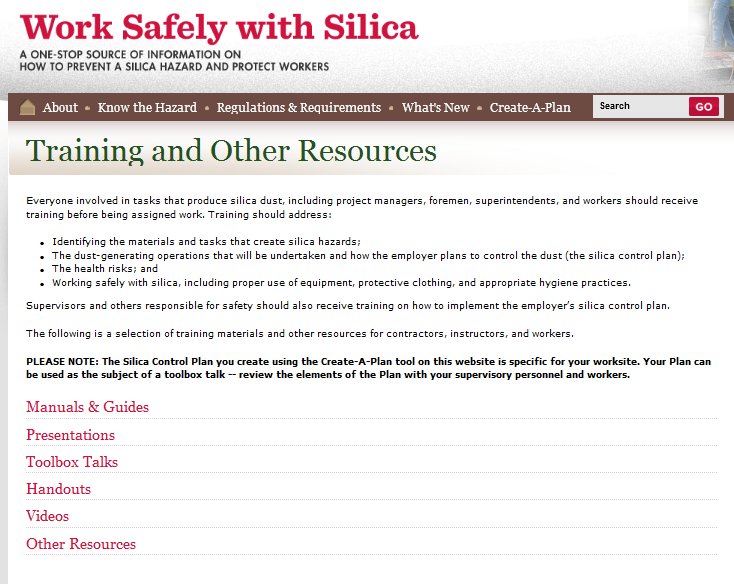 Work Safely with Silica
A ONE-STOP SOURCE OF INFORMATION ON
HOW TO PREVENT A SILICA HAZARD AND PROTECT WORKERS
About • Know the Hazard • Regulations & Requirements • What's New • Create-A-Plan Search GO
Training and Other Resources
Everyone involved in tasks that produce silica dust, including project managers, foremen, superintendents, and workers should receive
training before being assigned work. Training should address:
• Identifying the materials and tasks that create silica hazards;
• The dust-generating operations that will be undertaken and how the employer plans to control the dust (the silica control plan);
• The health risks; and
• Working safely with silica, including proper use of equipment, protective clothing, and appropriate hygiene practices.
Supervisors and others responsible for safety should also receive training on how to implement the employer's silica control plan.
The following is a selection of training materials and other resources for contractors, instructors, and workers.
PLEASE NOTE: The Silica Control Plan you create using the Create-A-Plan tool on this website is specific for your worksite. Your Plan can
be used as the subject of a toolbox talk -- review the elements of the Plan with your supervisory personnel and workers.
Manuals & Guides
Presentations
Toolbox Talks
Handouts
Videos
Other Resources